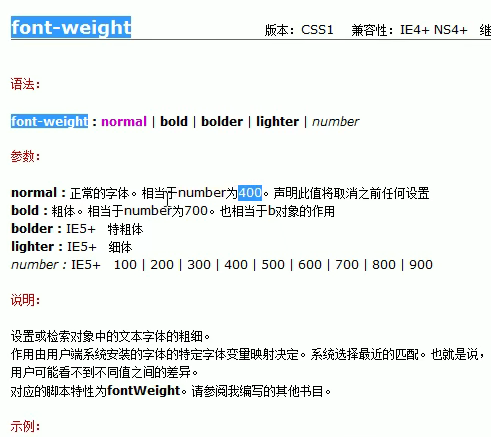 font-weight 版本：CSS1 兼容性：IE4+ NS4+ 继
语法：
font-weight : normal | bold | bolder | lighter | number
参数：
normal : 正常的字体。相当于number为400。声明此值将取消之前任何设置
bold : 粗体。相当于number为700。也相当于b对象的作用
bolder : IE5+ 特粗体
lighter : IE5+ 细体
number : IE5+ 100 | 200 | 300 | 400 | 500 | 600 | 700 | 800 | 900
说明：
设置或检索对象中的文本字体的粗细。
作用由用户端系统安装的字体的特定字体变量映射决定。系统选择最近的匹配。也就是说，
用户可能看不到不同值之间的差异。
对应的脚本特性为fontWeight。请参阅我编写的其他书目。
示例：